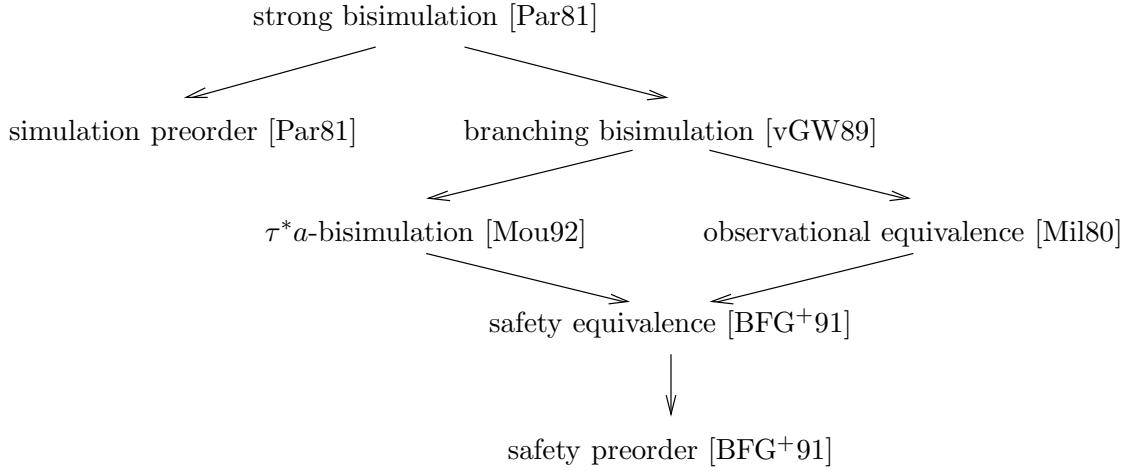 strong bisimulation [Par81]
simulation preorder [Par81] branching bisimulation [vGW89]
τ*a-bisimulation [Mou92] observational equivalence [Mil80]
safety equivalence [BFG+91]
safety preorder [BFG+91]